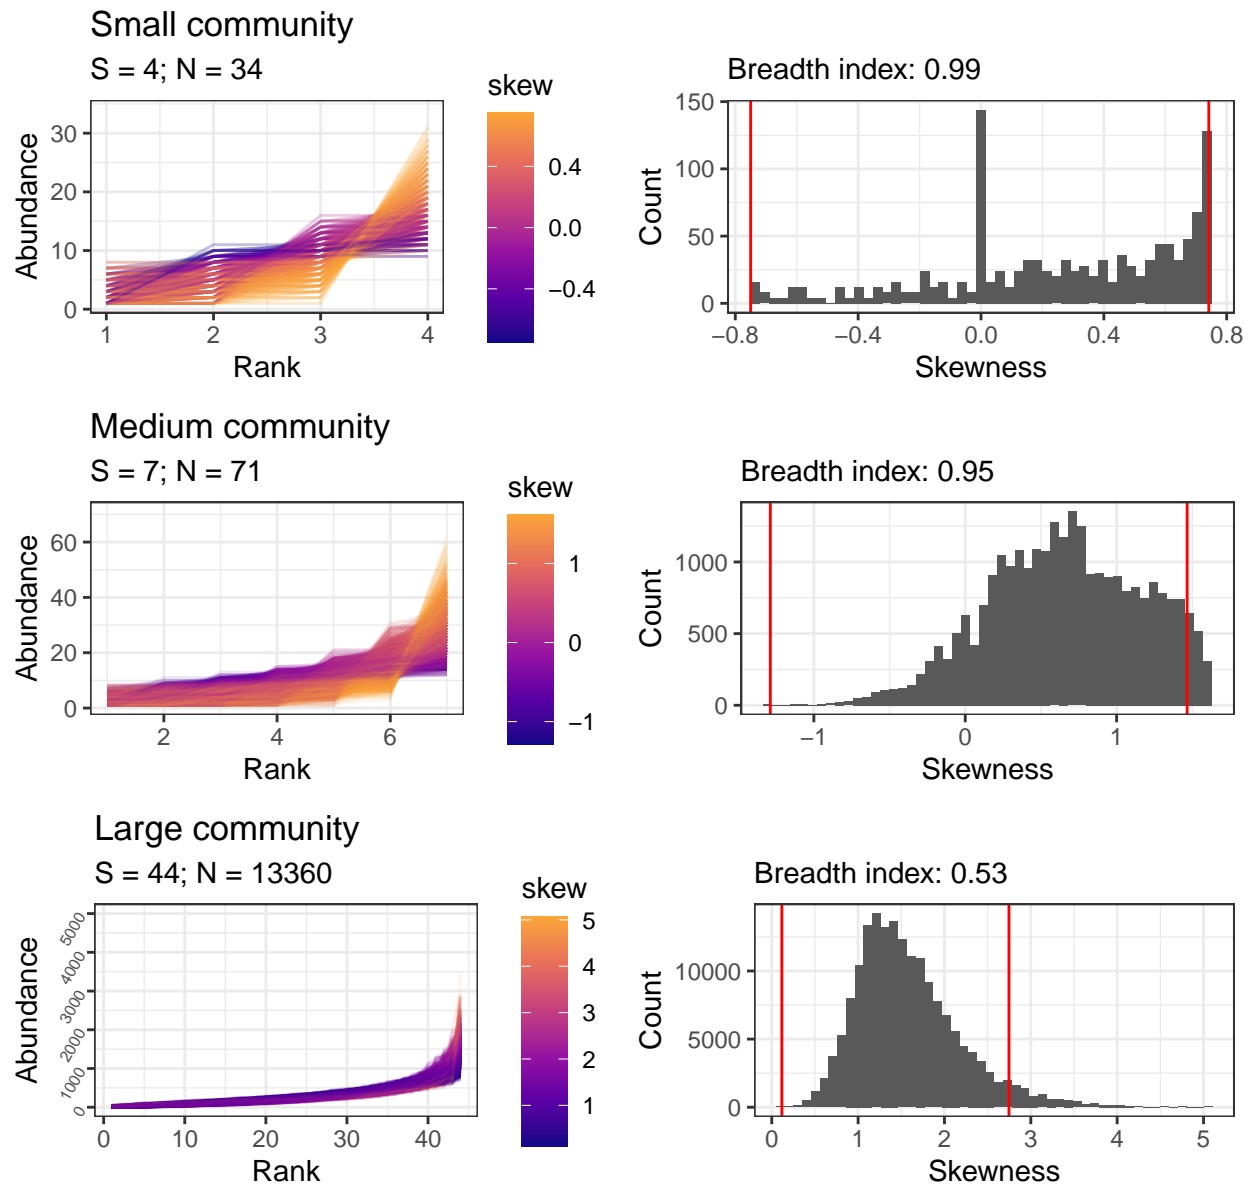 Small community
S = 4; N = 34
Abundance
30
20
10
0
1 2 3 4
Rank
skew
0.4
0.0
−0.4
Breadth index: 0.99
Count
150
100
50
0
−0.8 −0.4 0.0 0.4 0.8
Skewness
Medium community
S = 7; N = 71
Abundance
60
40
20
0
2 4 6
Rank
skew
1
0
−1
Breadth index: 0.95
Count
1000
500
0
−1 0 1
Skewness
Large community
S = 44; N = 13360
Abundance
5000
4000
3000
2000
1000
0
0 10 20 30 40
Rank
skew
5
4
3
2
1
Breadth index: 0.53
Count
10000
5000
0
0 1 2 3 4 5
Skewness